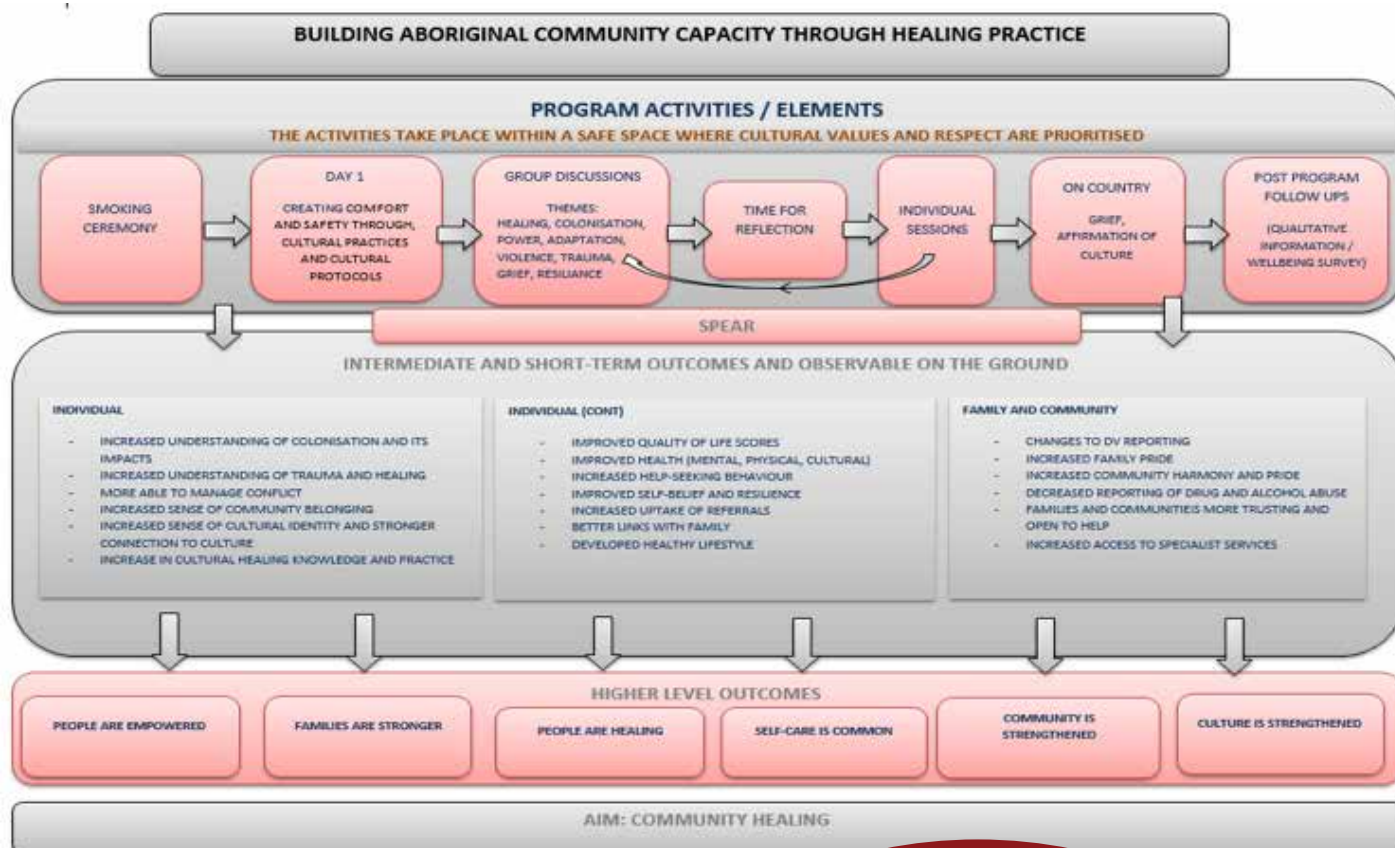 BUILDING ABORIGINAL COMMUNITY CAPACITY THROUGH HEALING PRACTICE
PROGRAM ACTIVITIES / ELEMENTS
THE ACTIVITIES TAKE PLACE WITHIN A SAFE SPACE WHERE CULTURAL VALUES AND RESPECT ARE PRIORITISED
SMOKING
CEREMONY
DAY 1
CREATING COMFORT
AND SAFETY THROUGH,
CULTURAL PRACTICES
AND CULTURAL
PROTOCOLS
GROUP DISCUSSIONS
THEMES:
HEALING, COLONISATION,
POWER, ADAPTATION,
VIOLENCE, TRAUMA,
GRIEF, RESILIANCE
TIME FOR
REFLECTION
INDIVIDUAL
SESSIONS
ON COUNTRY
GRIEF,
AFFIRMATION OF
CULTURE
POST PROGRAM
FOLLOW UPS
(QUALITATIVE
INFORMATION /
WELLBEING SURVEY)
SPEAR
INTERMEDIATE AND SHORT-TERM OUTCOMES AND OBSERVABLE ON THE GROUND
INDIVIDUAL
- INCREASED UNDERSTANDING OF COLONISATION AND ITS
IMPACTS
- INCREASED UNDERSTANDING OF TRAUMA AND HEALING
- MORE ABLE TO MANAGE CONFLICT
- INCREASED SENSE OF COMMUNITY BELONGING
- INCREASED SENSE OF CULTURAL IDENTITY AND STRONGER
CONNECTION TO CULTURE
- INCREASE IN CULTURAL HEALING KNOWLEDGE AND PRACTICE
INDIVIDUAL (CONT)
- IMPROVED QUALITY OF LIFE SCORES
- IMPROVED HEALTH (MENTAL, PHYSICAL, CULTURAL)
- INCREASED HELP-SEEKING BEHAVIOUR
- IMPROVED SELF-BELIEF AND RESILIENCE
- INCREASED UPTAKE OF REFERRALS
- BETTER LINKS WITH FAMILY
- DEVELOPED HEALTHY LIFESTYLE
FAMILY AND COMMUNITY
- CHANGES TO DV REPORTING
- INCREASED FAMILY PRIDE
- INCREASED COMMUNITY HARMONY AND PRIDE
- DECREASED REPORTING OF DRUG AND ALCOHOL ABUSE
- FAMILIES AND COMMUNITIEIS MORE TRUSTING AND
OPEN TO HELP
- INCREASED ACCESS TO SPECIALIST SERVICES
HIGHER LEVEL OUTCOMES
PEOPLE ARE EMPOWERED
FAMILIES ARE STRONGER
PEOPLE ARE HEALING
SELF-CARE IS COMMON
COMMUNITY IS
STRENGTHENED
CULTURE IS STRENGTHENED
AIM: COMMUNITY HEALING